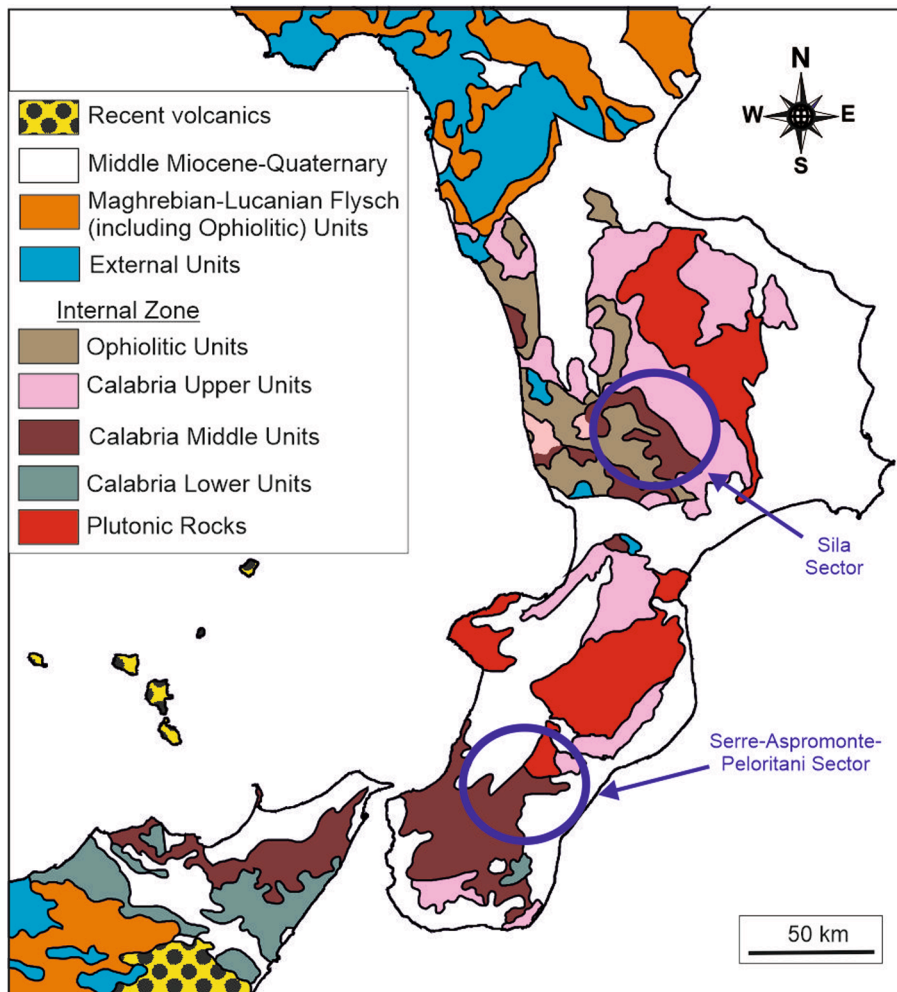 N
W
E
S
Recent volcanics
Middle Miocene-Quaternary
Maghrebian-Lucanian Flysch
(including Ophiolitic) Units
External Units
Internal Zone
Ophiolitic Units
Calabria Upper Units
Calabria Middle Units
Calabria Lower Units
Plutonic Rocks
Sila
Sector
Serre-Aspromonte-
Peloritani Sector
50 km